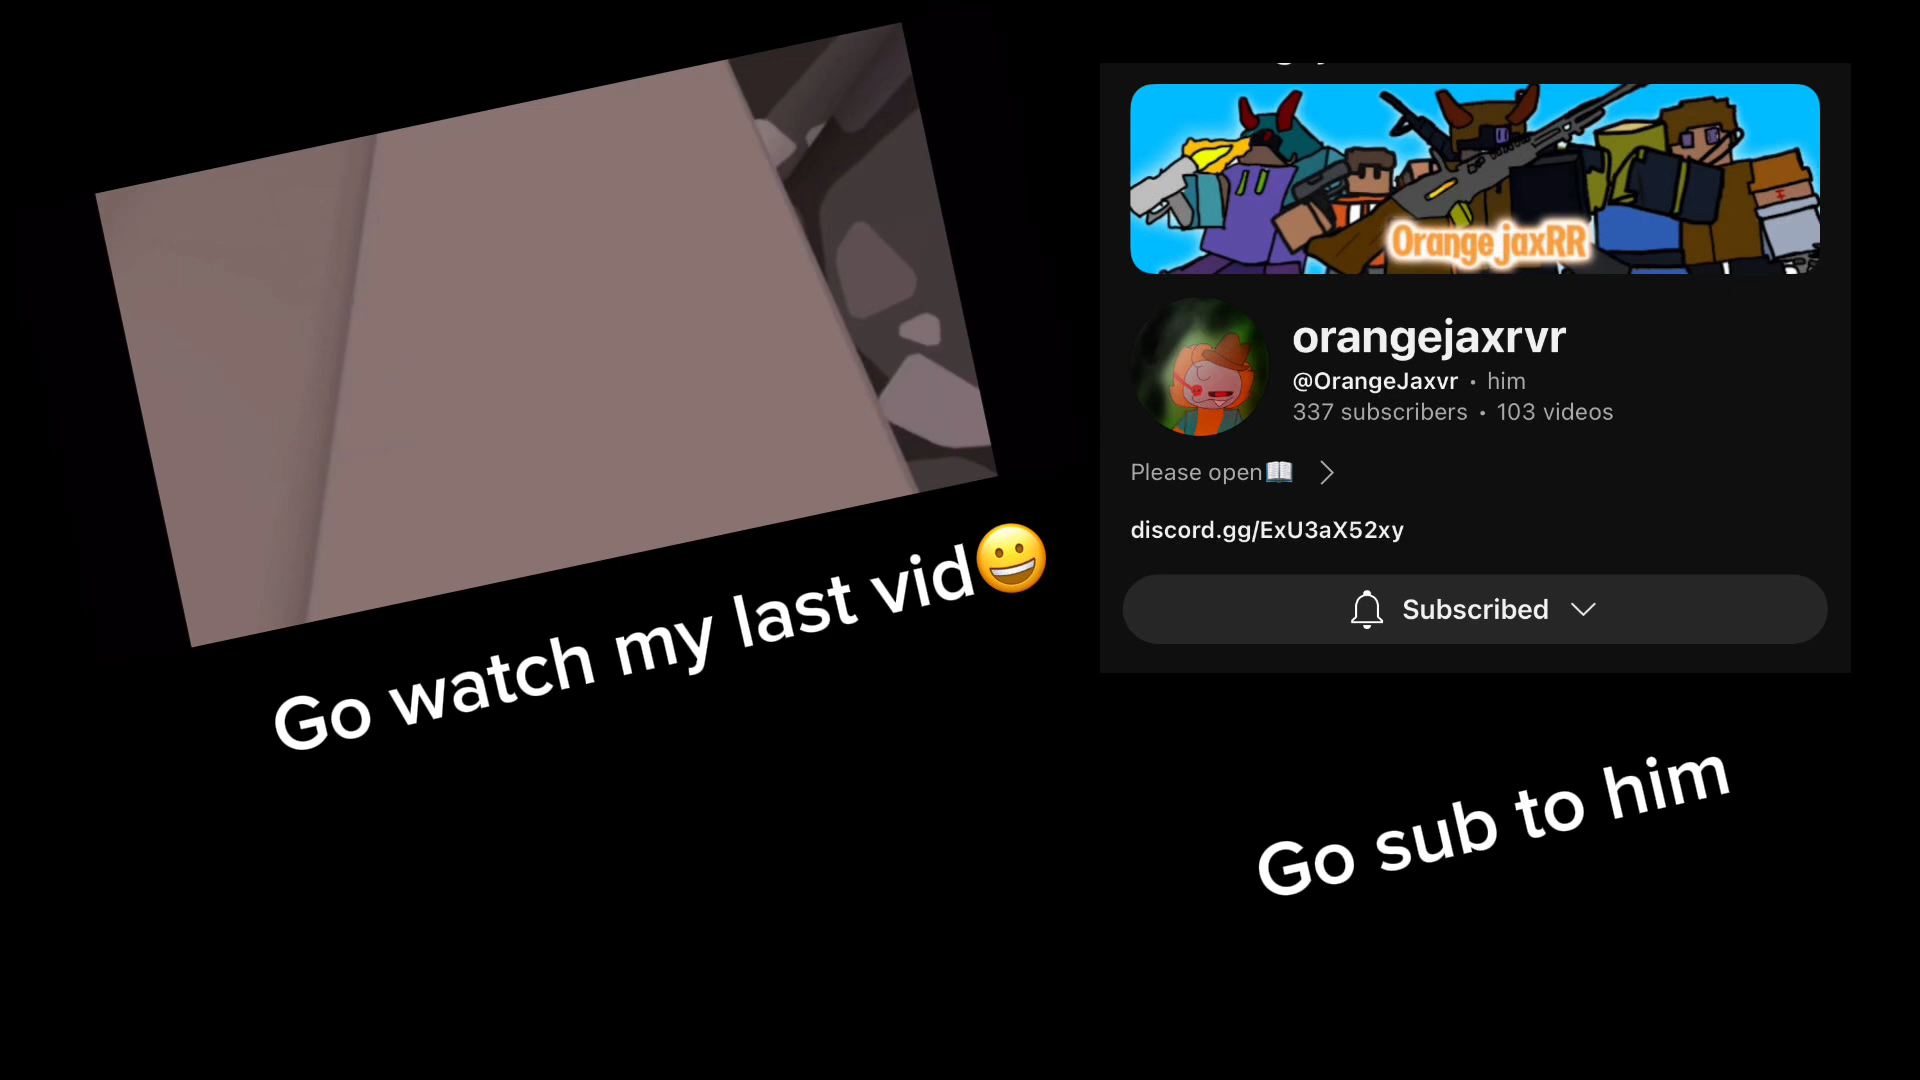 Go watch my last vid😀
Orange jaxRR
orangejaxrvr
@OrangeJaxvr • him
337 subscribers • 103 videos
Please open📖 >
discord.gg/ExU3aX52xy
Subscribed
Go sub to him